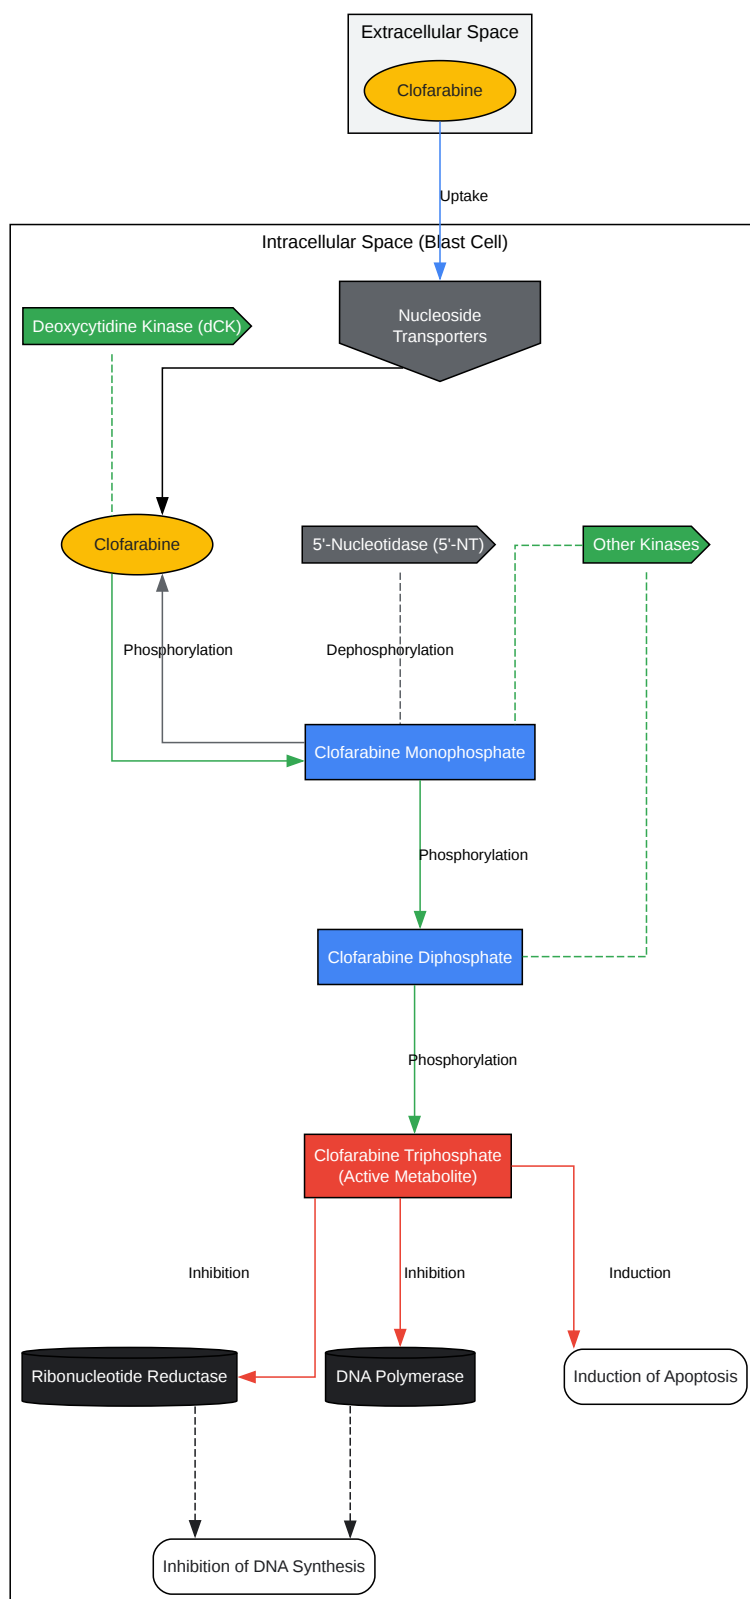 Extracellular Space
Clofarabine
Uptake
Intracellular Space (Blast Cell)
Nucleoside
Transporters
Deoxycytidine Kinase (dCK)
Clofarabine
5'-Nucleotidase (5'-NT)
Other Kinases
Phosphorylation
Dephosphorylation
Clofarabine Monophosphate
Phosphorylation
Clofarabine Diphosphate
Phosphorylation
Clofarabine Triphosphate
(Active Metabolite)
Inhibition
Inhibition
Induction
Ribonucleotide Reductase
DNA Polymerase
Induction of Apoptosis
Inhibition of DNA Synthesis